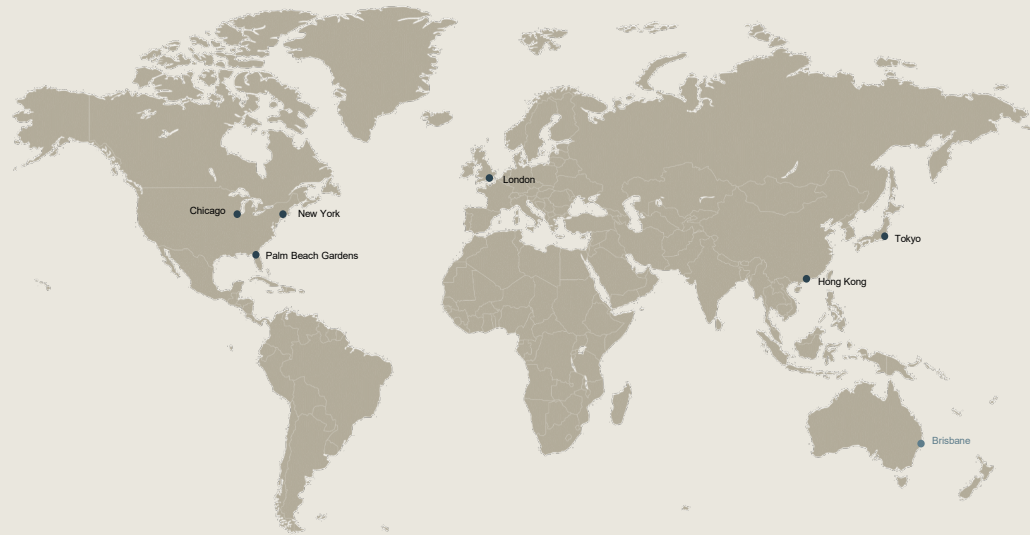 London
Chicago
New York
Tokyo
Palm Beach Gardens
Hong Kong
Brisbane